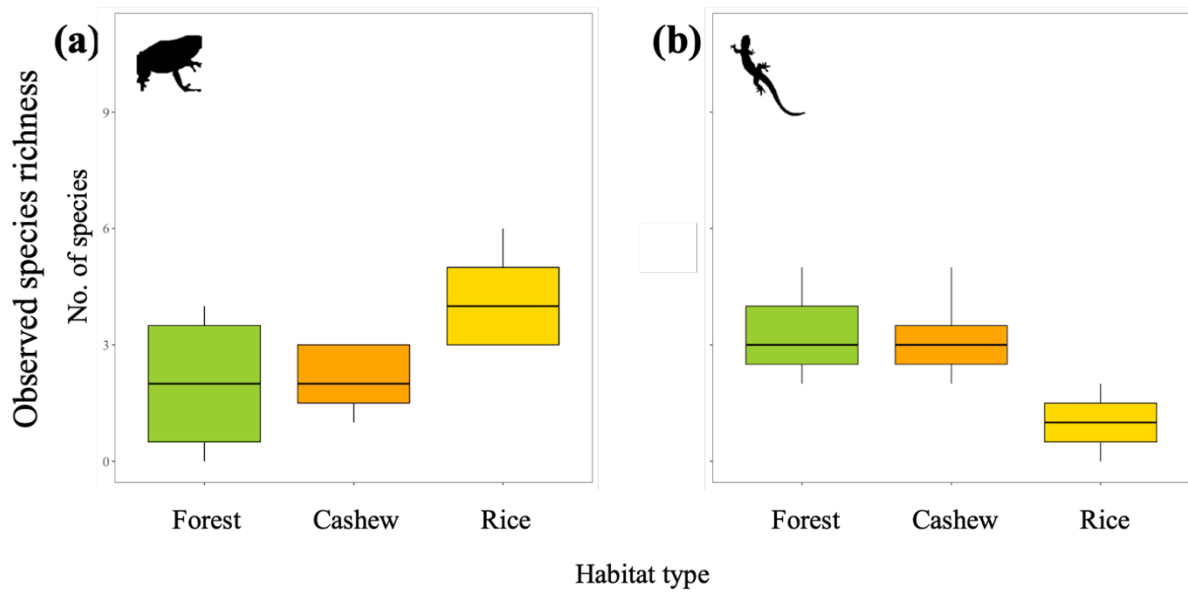 (a)
(b)
Observed species richness
No. of species
9
6
3
0
Forest Cashew Rice
Forest Cashew Rice
Habitat type